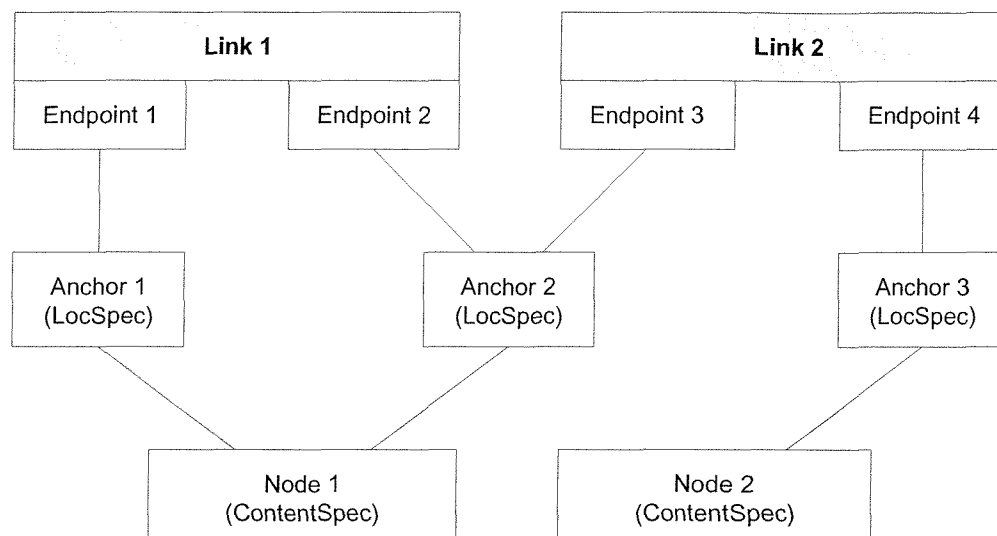 Link 1
Link 2
Endpoint 1
Endpoint 2
Endpoint 3
Endpoint 4
Anchor 1
(LocSpec)
Anchor 2
(LocSpec)
Anchor 3
(LocSpec)
Node 1
(ContentSpec)
Node 2
(ContentSpec)